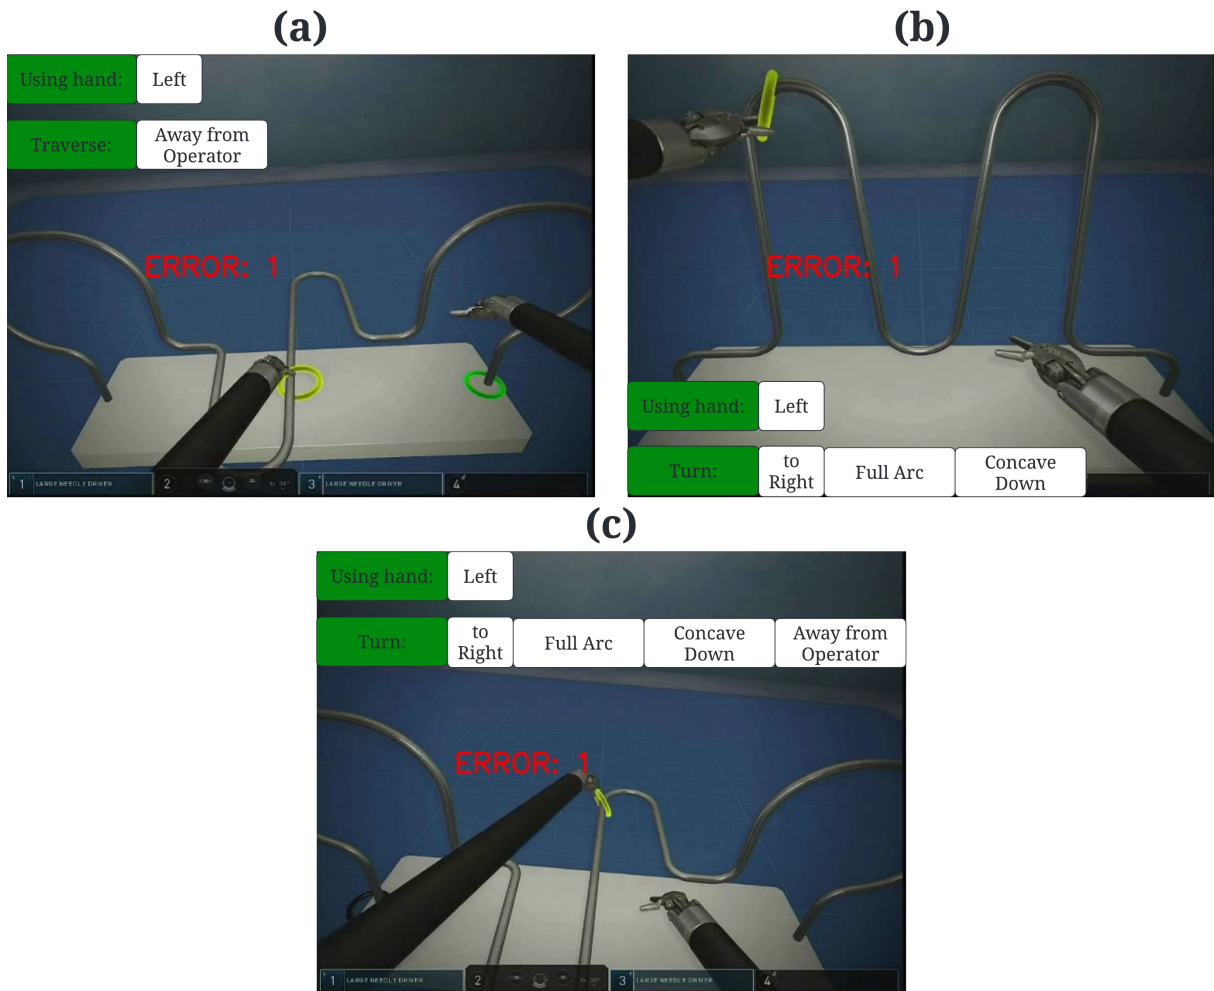 (a)
Using hand: Left
Traverse: Away from
Operator
ERROR: 1
1 LARGE NEEDLE DRIVER 2 3 LARGE NEEDLE DRIVER 4
(b)
ERROR: 1
Using hand: Left
Turn: to
Right Full Arc Concave
Down
(c)
Using hand: Left
Turn: to
Right Full Arc Concave
Down Away from
Operator
ERROR: 1
1 LARGE NEEDLE DRIVER 2 3 LARGE NEEDLE DRIVER 4